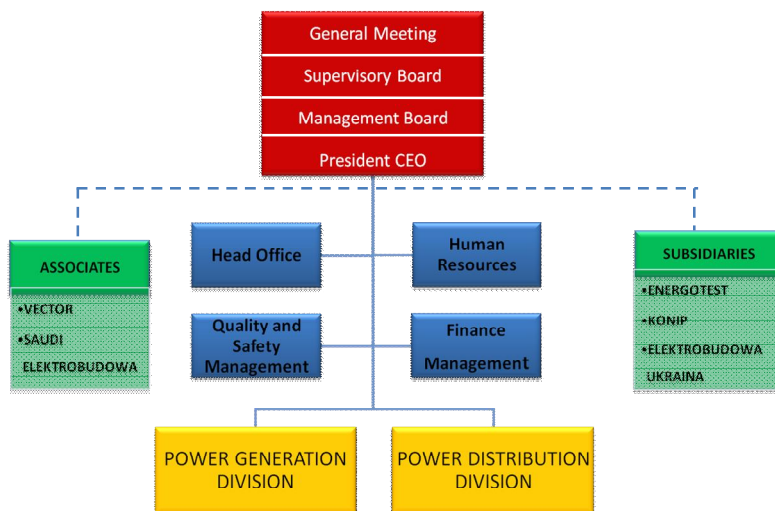 General Meeting
Supervisory Board
Management Board
President CEO
ASSOCIATES
•VECTOR
•SAUDI
ELEKTROBUDOWA
Head Office
Human
Resources
Quality and
Safety
Management
Finance
Management
SUBSIDIARIES
•ENERGOTEST
•KONIP
•ELEKTROBUDOWA
UKRAINA
POWER GENERATION
DIVISION
POWER DISTRIBUTION
DIVISION